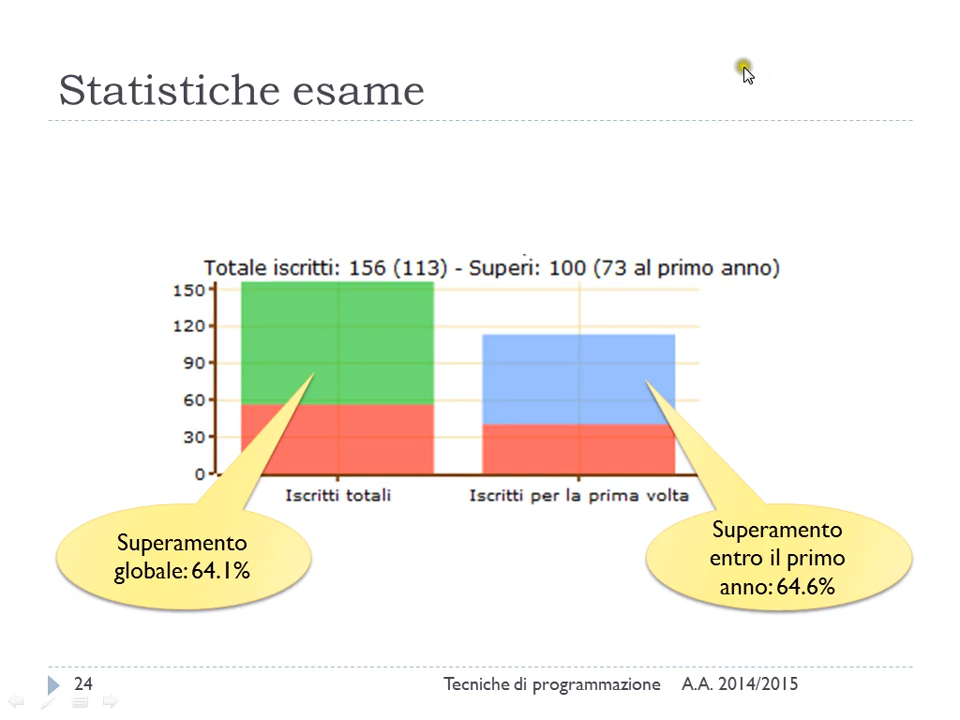 Statistiche esame
Totale iscritti: 156 (113) - Superi: 100 (73 al primo anno)
150
120
90
60
30
0
Iscritti totali
Iscritti per la prima volta
Superamento
globale: 64.1%
Superamento
entro il primo
anno: 64.6%
24
Tecniche di programmazione
A.A. 2014/2015